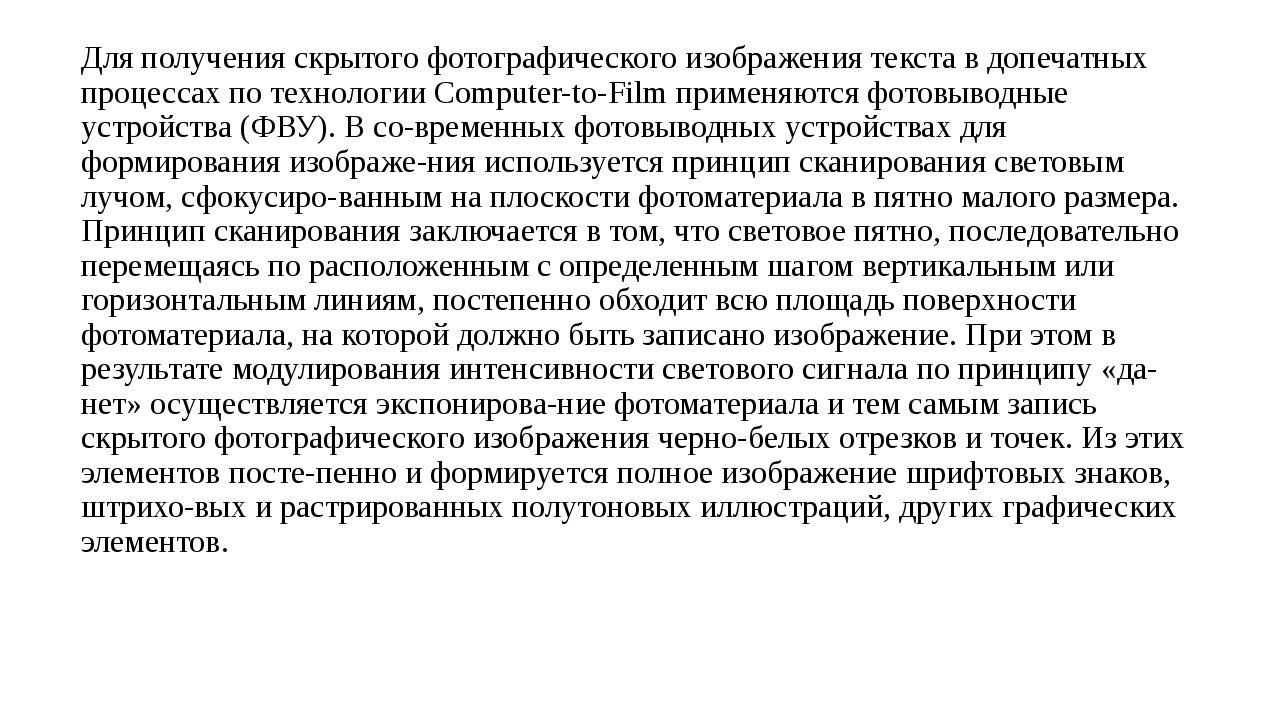 Для получения скрытого фотографического изображения текста в допечатных
процессах по технологии Computer-to-Film применяются фотовыводные
устройства (ФВУ). В со-временных фотовыводных устройствах для
формирования изображе-ния используется принцип сканирования световым
лучом, сфокусиро-ванным на плоскости фотоматериала в пятно малого размера.
Принцип сканирования заключается в том, что световое пятно, последовательно
перемещаясь по расположенным с определенным шагом вертикальным или
горизонтальным линиям, постепенно обходит всю площадь поверхности
фотоматериала, на которой должно быть записано изображение. При этом в
результате модулирования интенсивности светового сигнала по принципу «да-
нет» осуществляется экспонирова-ние фотоматериала и тем самым запись
скрытого фотографического изображения черно-белых отрезков и точек. Из этих
элементов посте-пенно и формируется полное изображение шрифтовых знаков,
штрихо-вых и растрированных полутоновых иллюстраций, других графических
элементов.